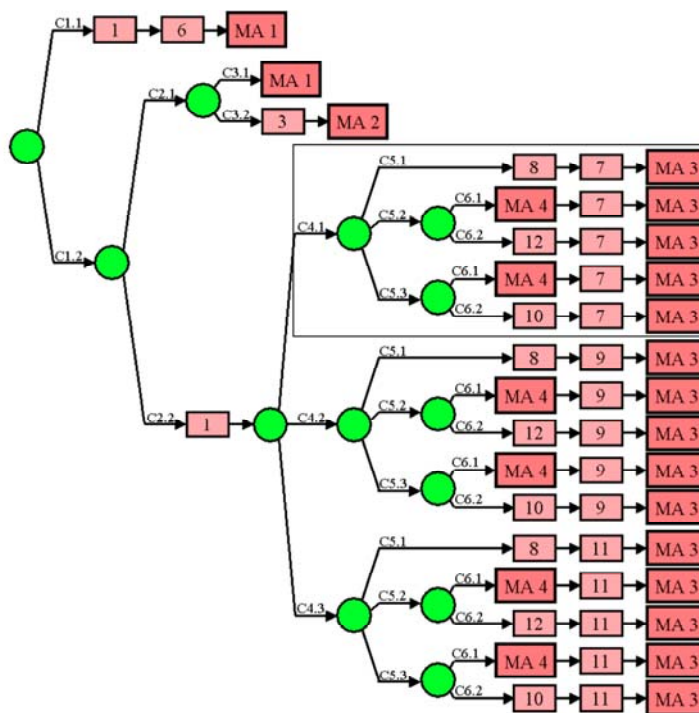 C1.1 1 6 MA 1
C2.1 C3.1 MA 1
C3.2 3 MA 2
C5.1 8 7 MA 3
C4.1 C5.2 C6.1 MA 4 7 MA 3
C6.2 12 7 MA 3
C1.2
C5.3 C6.1 MA 4 7 MA 3
C6.2 10 7 MA 3
C5.1 8 9 MA 3
C5.2 C6.1 MA 4 9 MA 3
C2.2 1 C4.2 C6.2 12 9 MA 3
C5.3 C6.1 MA 4 9 MA 3
C6.2 10 9 MA 3
C5.1 8 11 MA 3
C5.2 C6.1 MA 4 11 MA 3
C4.3 C6.2 12 11 MA 3
C5.3 C6.1 MA 4 11 MA 3
C6.2 10 11 MA 3